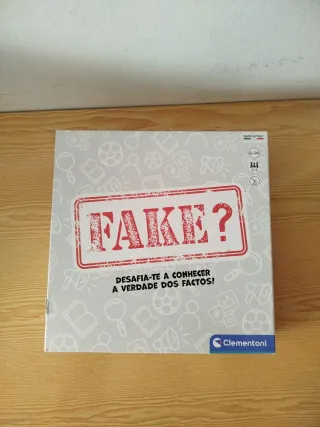 FAKE?
DESAFIA-TE A CONHECER
A VERDADE DOS FACTOS!
Clementoni